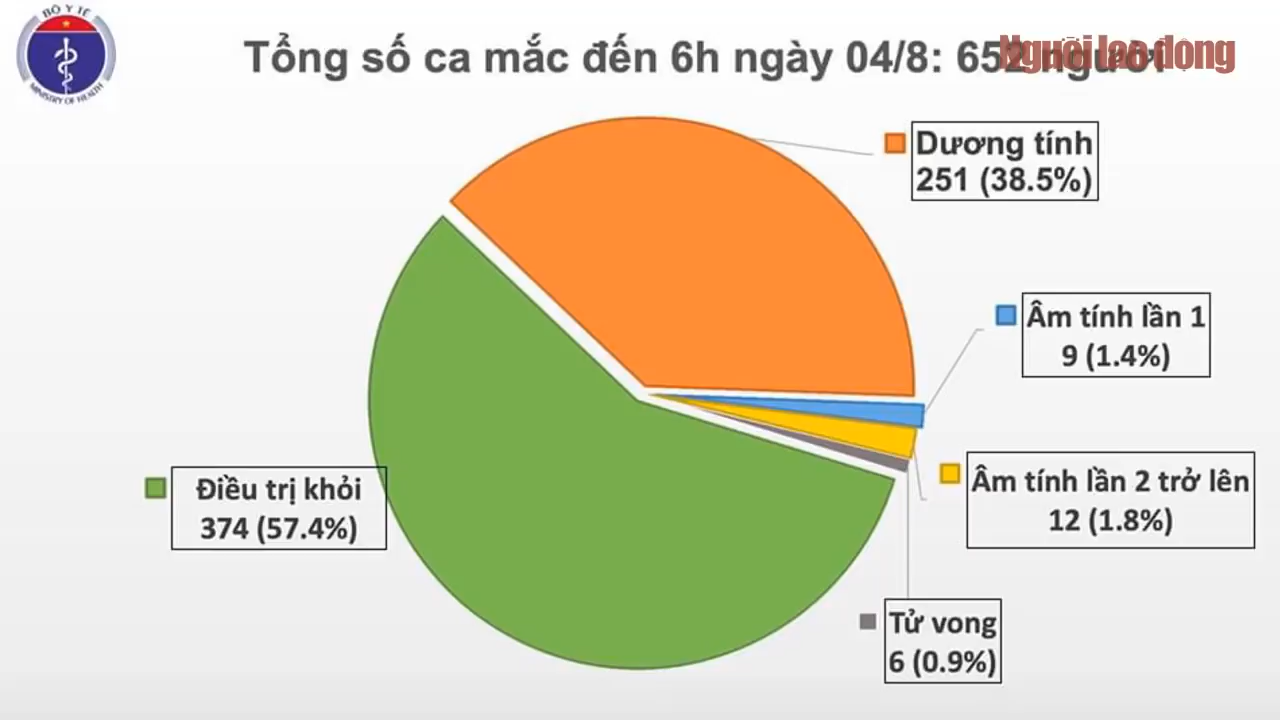 BỘ Y TẾ
MINISTRY OF HEALTH
Tổng số ca mắc đến 6h ngày 04/8: 652 người
Người lao động
Dương tính
251 (38.5%)
Âm tính lần 1
9 (1.4%)
Điều trị khỏi
374 (57.4%)
Âm tính lần 2 trở lên
12 (1.8%)
Tử vong
6 (0.9%)